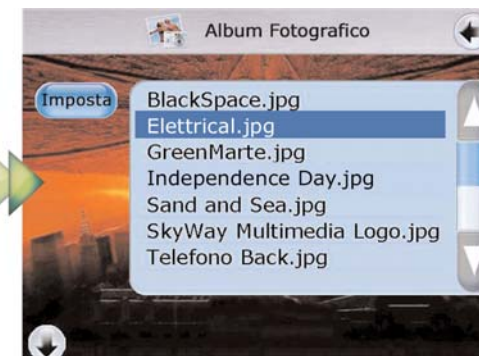 Album Fotografico
Imposta
BlackSpace.jpg
Elettrical.jpg
GreenMarte.jpg
Independence Day.jpg
Sand and Sea.jpg
SkyWay Multimedia Logo.jpg
Telefono Back.jpg